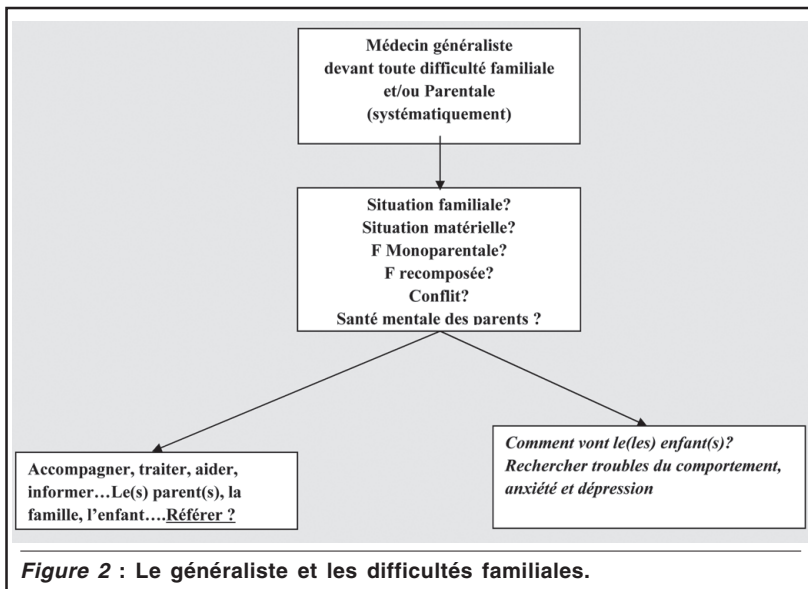 Médecin généraliste
devant toute difficulté familiale
et/ou Parentale
(systématiquement)
Situation familiale?
Situation matérielle?
F Monoparentale?
F recomposée?
Conflit?
Santé mentale des parents ?
Accompagner, traiter, aider,
informer…Le(s) parent(s), la
famille, l'enfant….Référer ?
Comment vont le(les) enfant(s)?
Rechercher troubles du comportement,
anxiété et dépression
Figure 2 : Le généraliste et les difficultés familiales.